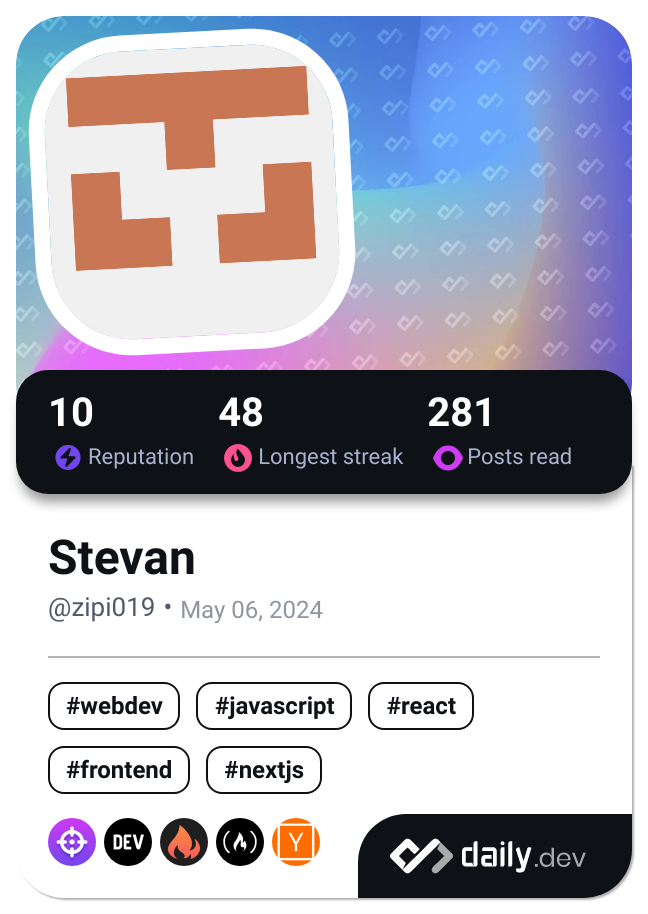 10 48 281
Reputation Longest streak Posts read
Stevan
@zipi019 • May 06, 2024
#webdev #javascript #react
#frontend #nextjs
DEV Y daily.dev